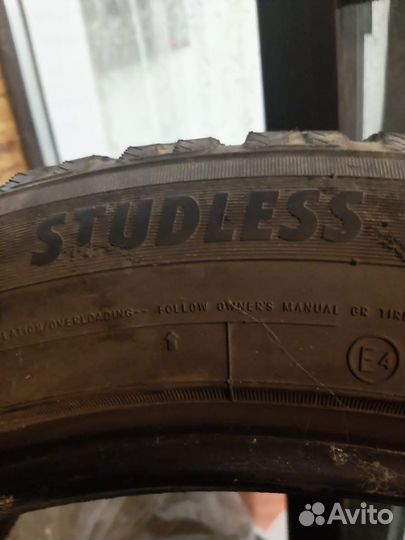 STUDLESS
LATION/OVERLOADING-- FOLLOW OWNER'S MANUAL OR TIRE
E4
Avito